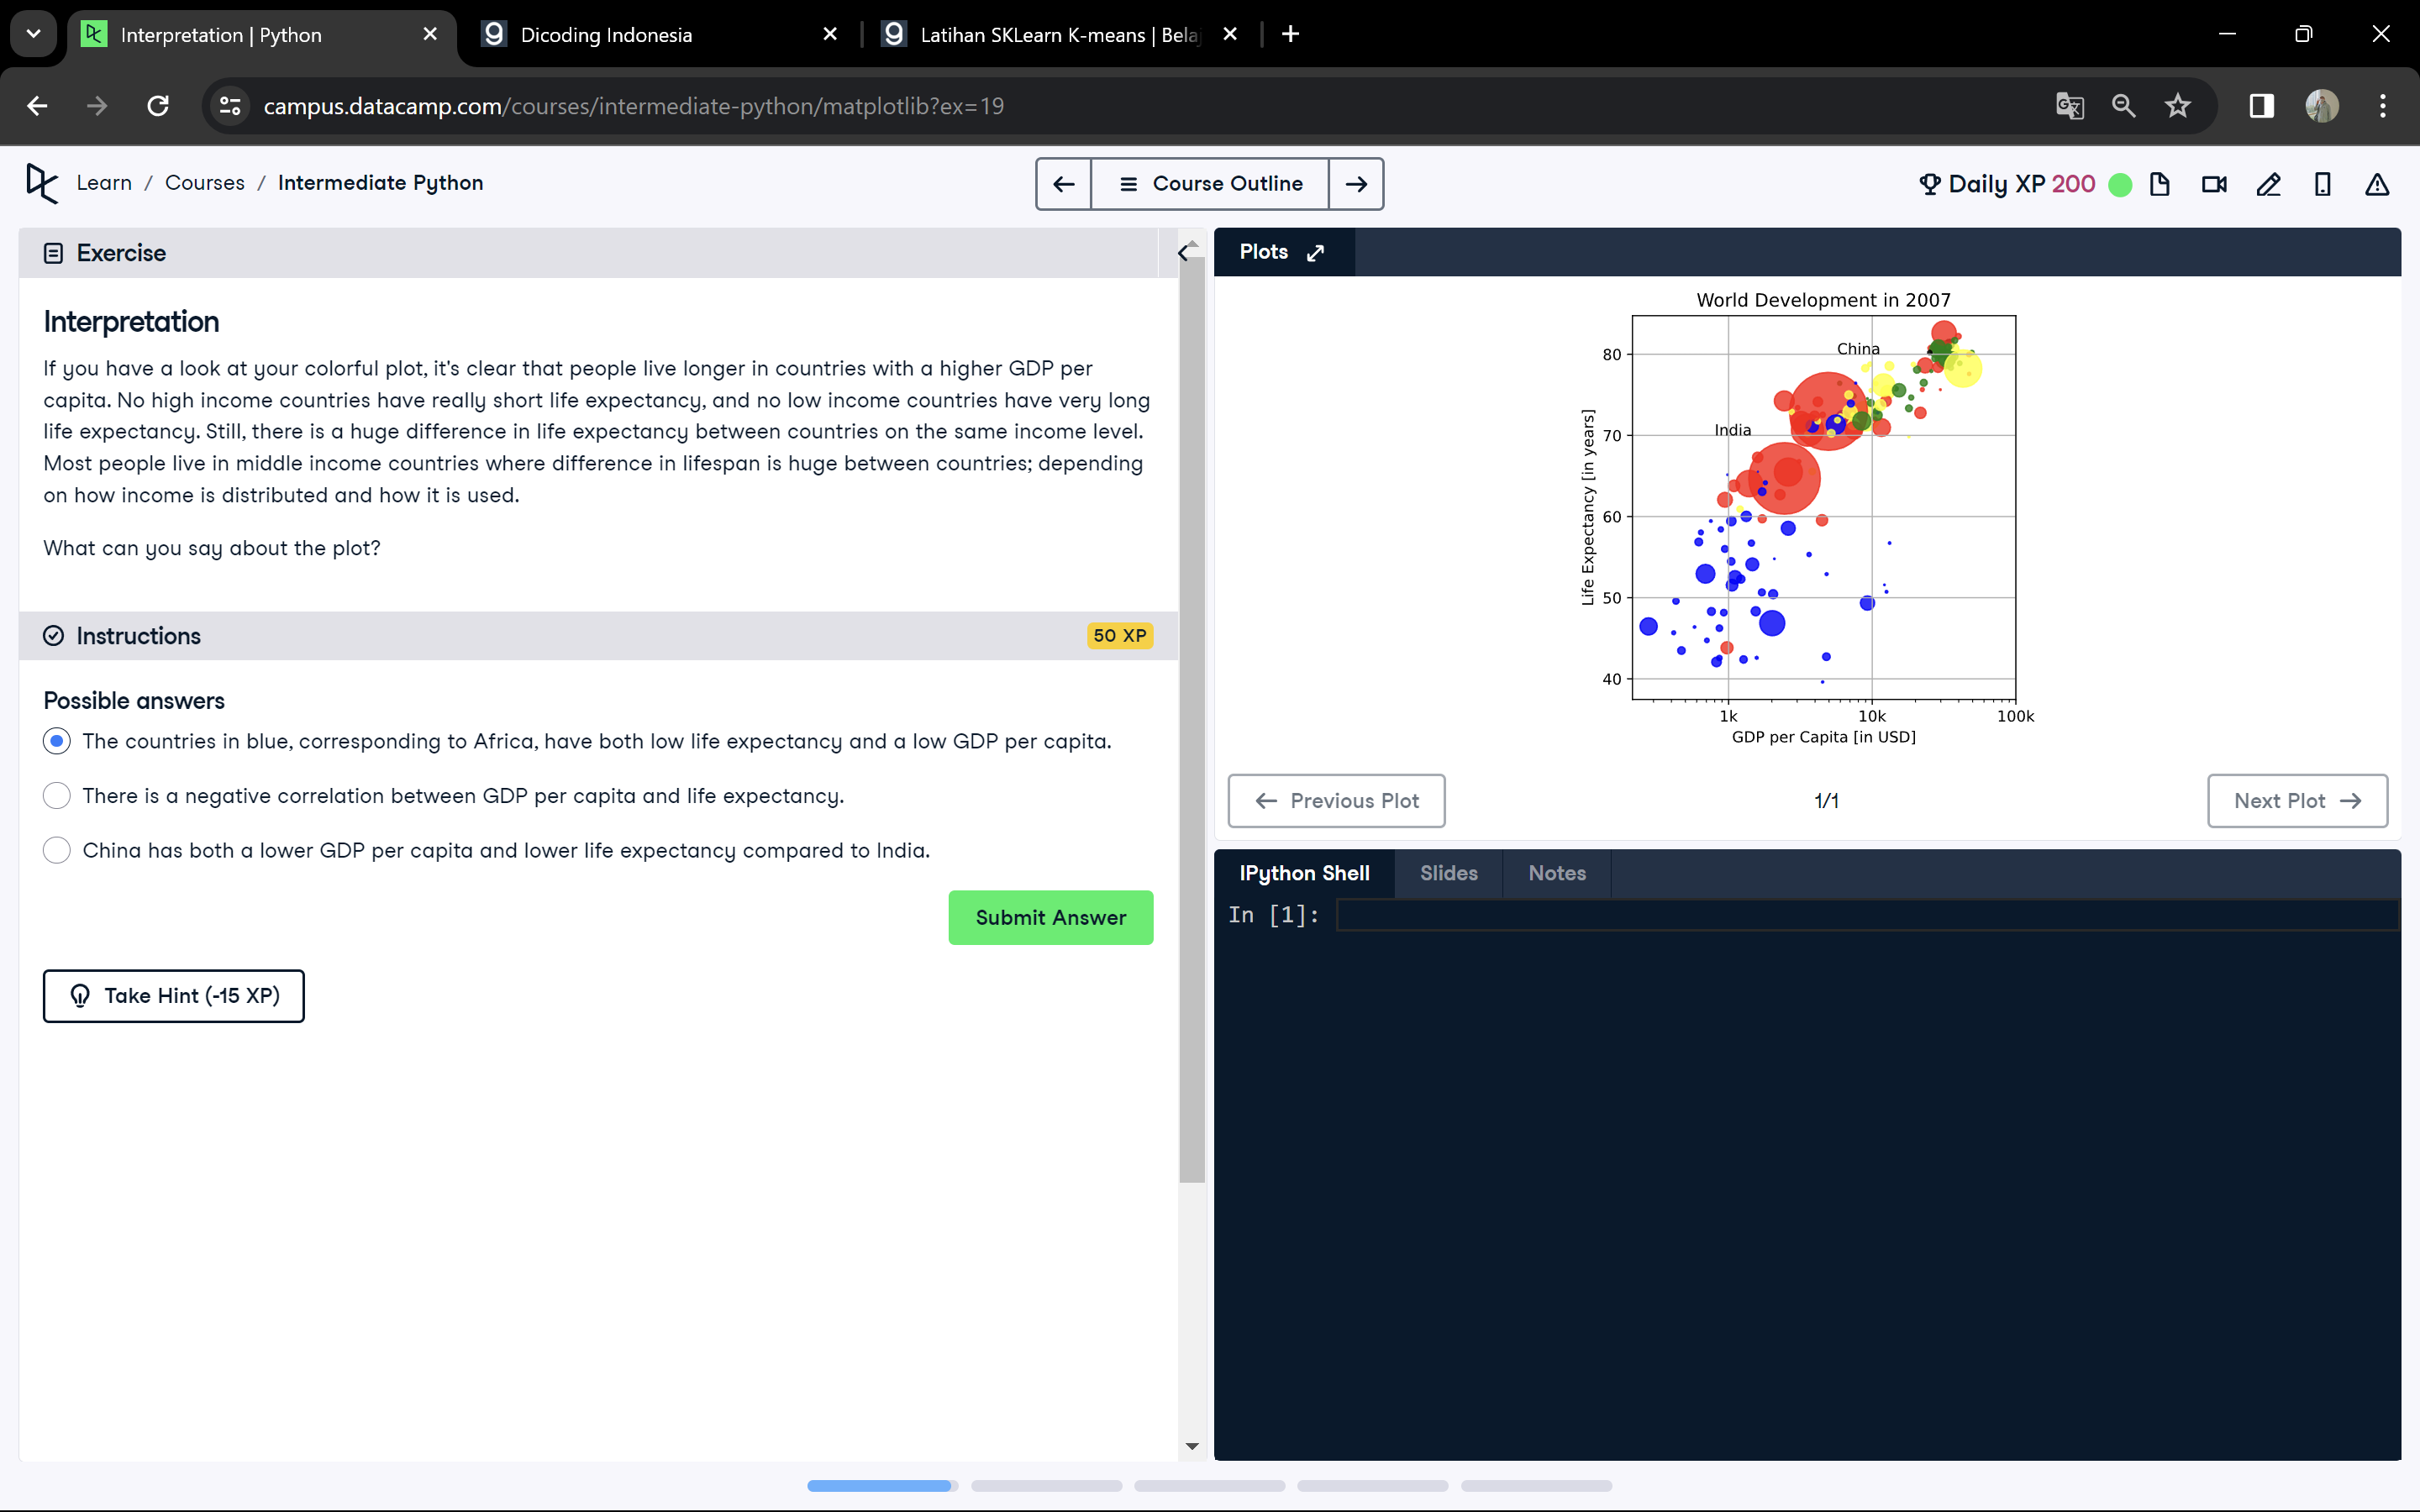 Interpretation | Python
Dicoding Indonesia
Latihan SKLearn K-means | Bela
campus.datacamp.com/courses/intermediate-python/matplotlib?ex=19
Learn / Courses / Intermediate Python
Course Outline
Daily XP 200
Exercise
Interpretation
If you have a look at your colorful plot, it's clear that people live longer in countries with a higher GDP per
capita. No high income countries have really short life expectancy, and no low income countries have very long
life expectancy. Still, there is a huge difference in life expectancy between countries on the same income level.
Most people live in middle income countries where difference in lifespan is huge between countries; depending
on how income is distributed and how it is used.
What can you say about the plot?
Instructions
50 XP
Possible answers
The countries in blue, corresponding to Africa, have both low life expectancy and a low GDP per capita.
There is a negative correlation between GDP per capita and life expectancy.
China has both a lower GDP per capita and lower life expectancy compared to India.
Submit Answer
Take Hint (-15 XP)
Plots
World Development in 2007
China
India
Life Expectancy [in years]
80
70
60
50
40
1k 10k 100k
GDP per Capita [in USD]
Previous Plot
1/1
Next Plot
IPython Shell
Slides
Notes
In [1]: